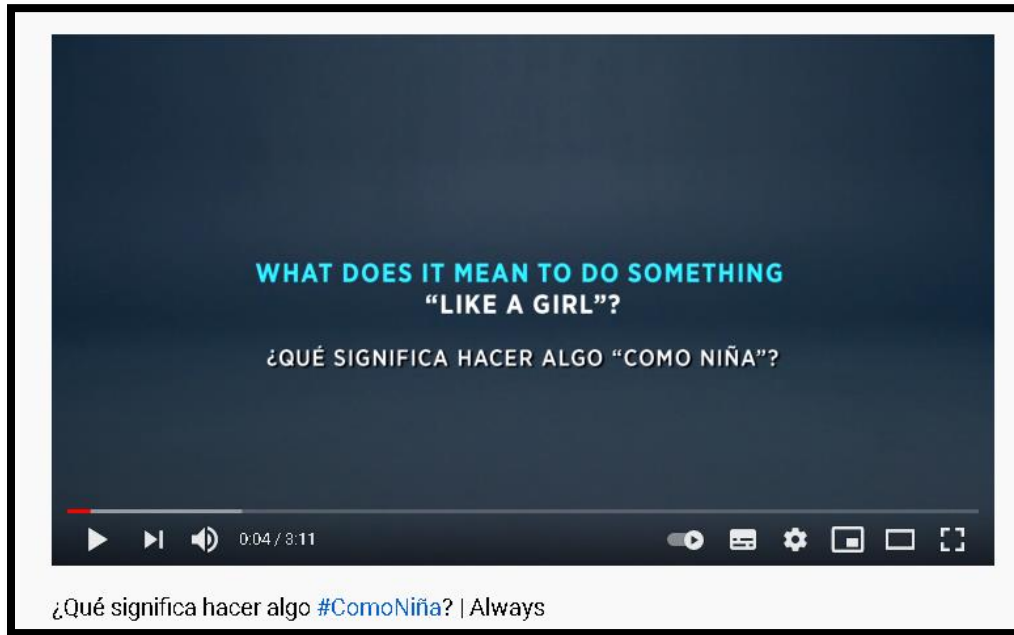 WHAT DOES IT MEAN TO DO SOMETHING
“LIKE A GIRL”?
¿QUÉ SIGNIFICA HACER ALGO “COMO NIÑA”?
0:04 / 3:11
¿Qué significa hacer algo #ComoNiña? | Always